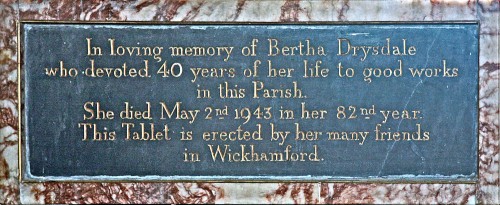 In loving memory of Bertha Drysdale
who devoted 40 years of her life to good works
in this Parish.
She died May 2nd 1943 in her 82nd year.
This Tablet is erected by her many friends
in Wickhamford.